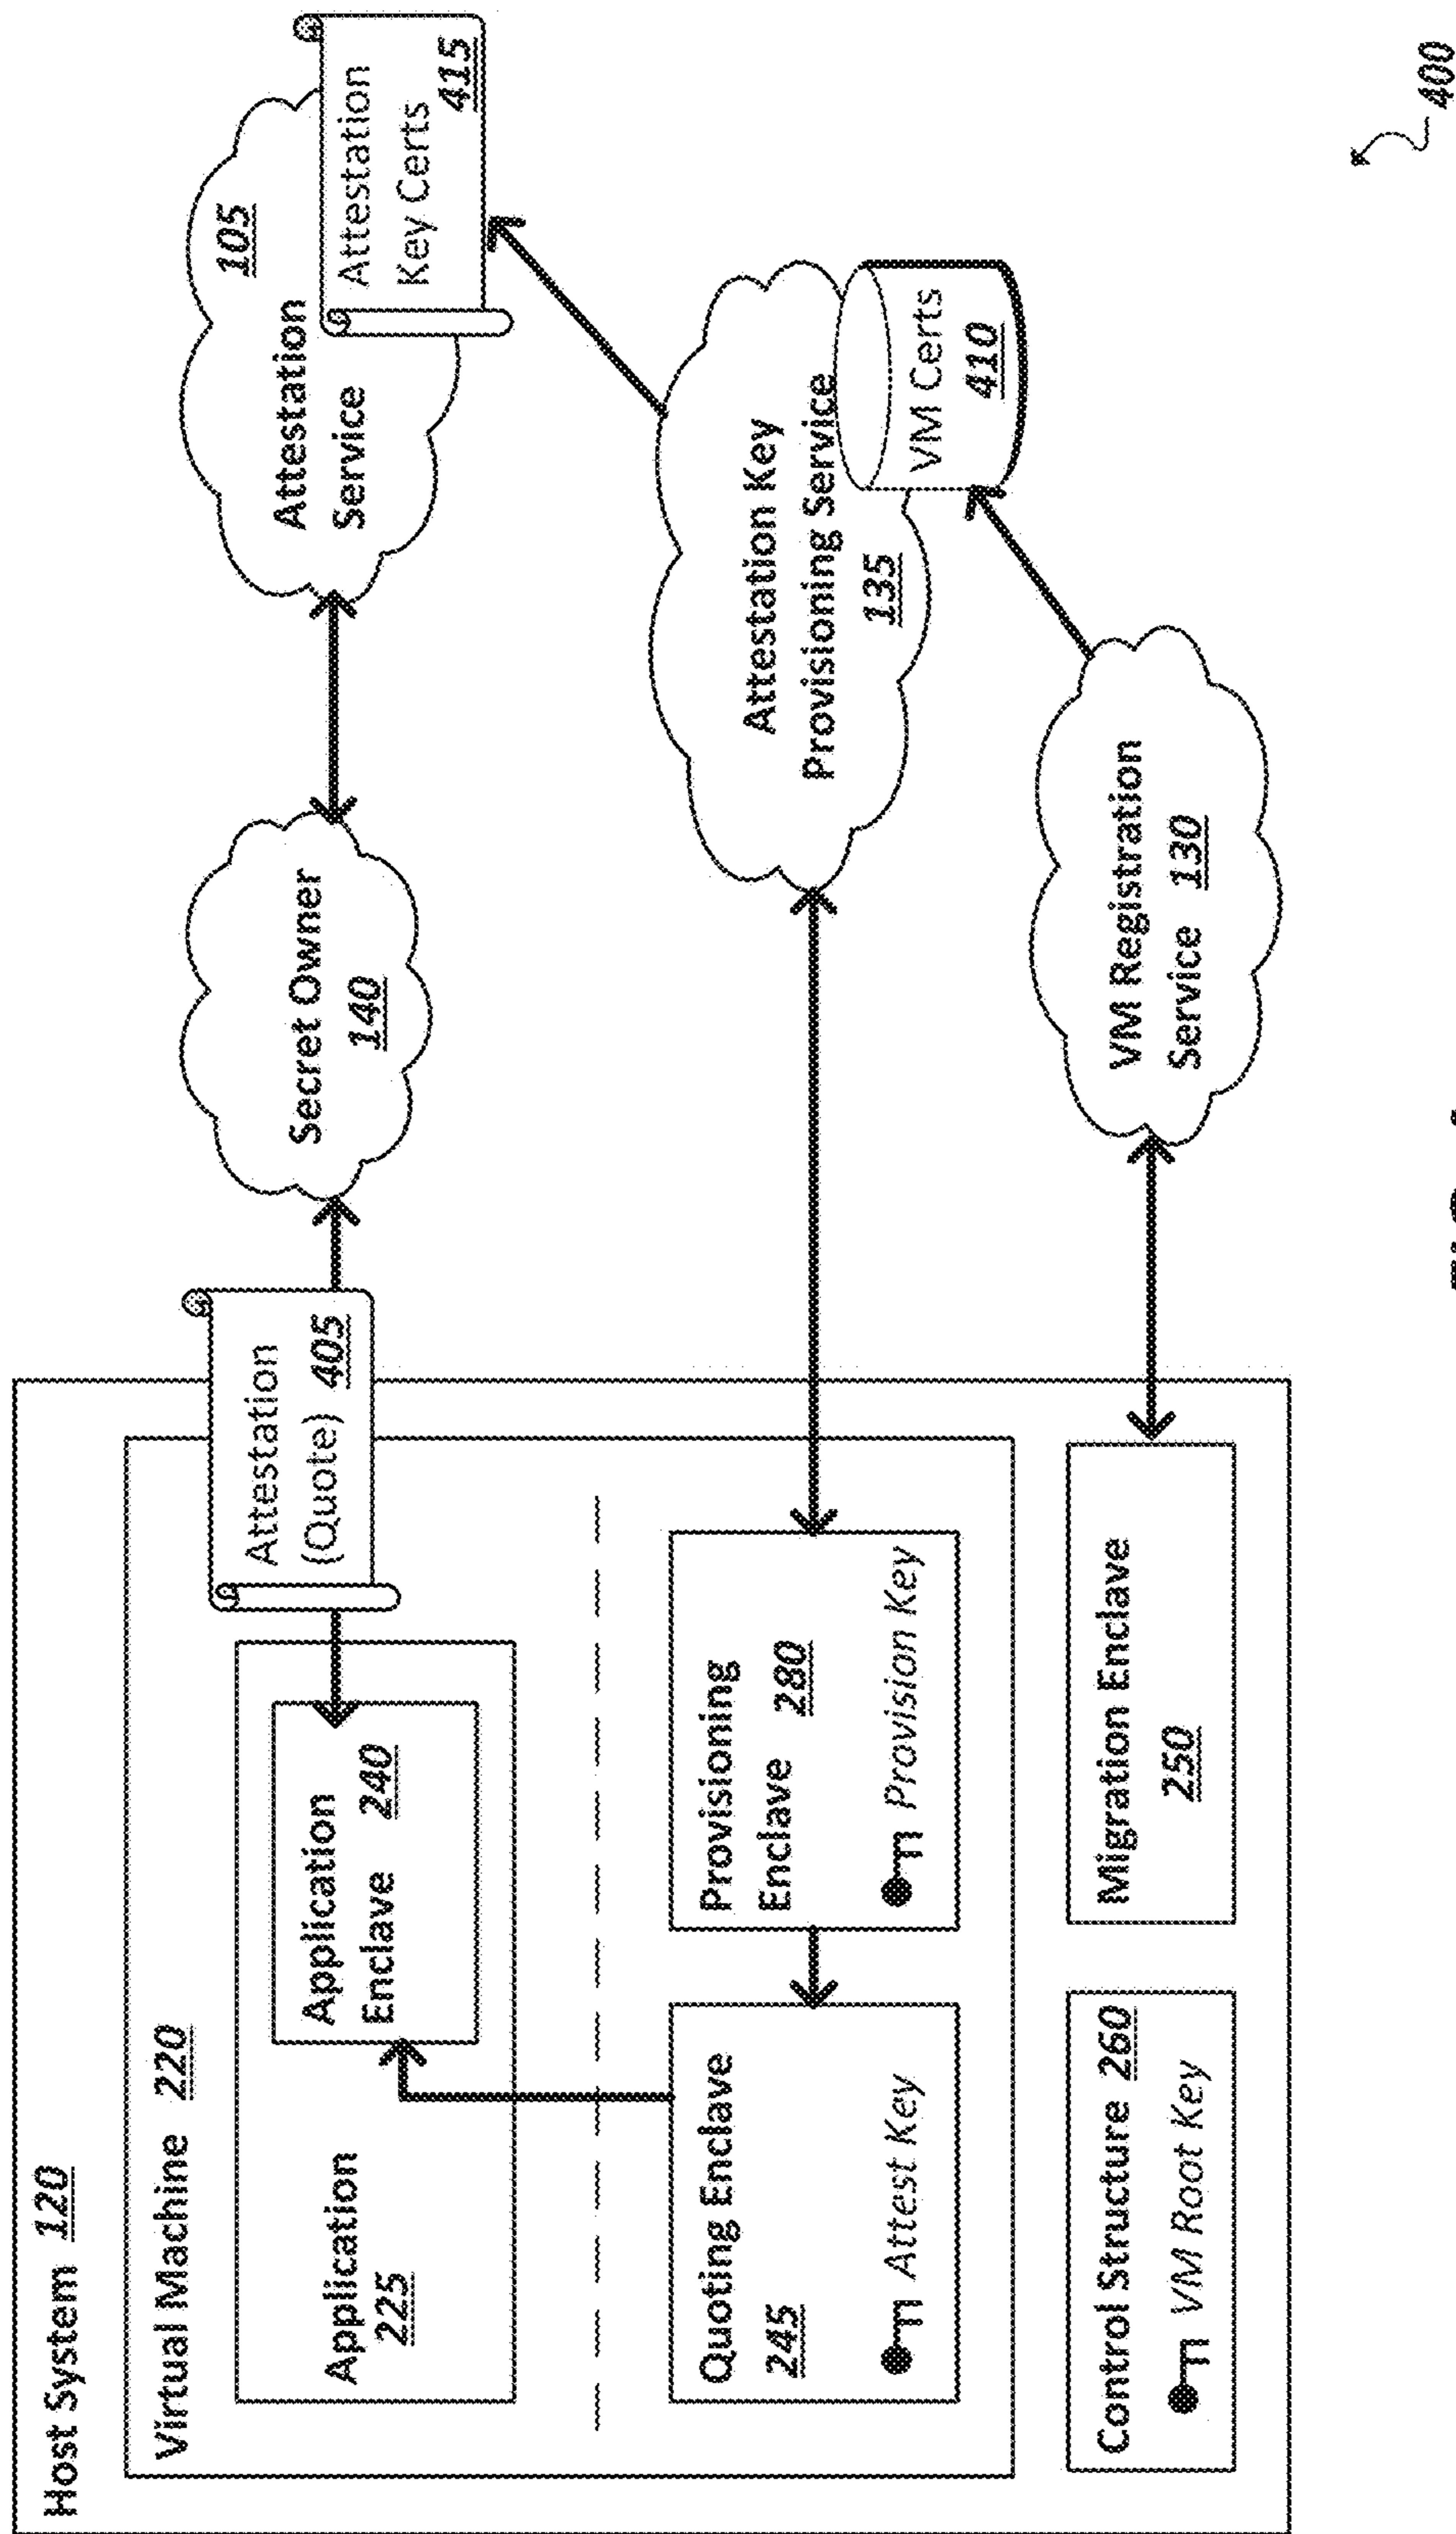 Host System 120
Virtual Machine 220
Application
225
Application
Enclave 240
Attestation
(Quote) 405
Secret Owner
140
Attestation
Service
105
Attestation
Key Certs
415
Quoting Enclave
245
Attest Key
Provisioning
Enclave 280
Provision Key
Attestation Key
Provisioning Service
135
VM Certs
410
Control Structure 260
VM Root Key
Migration Enclave
250
VM Registration
Service 130
400